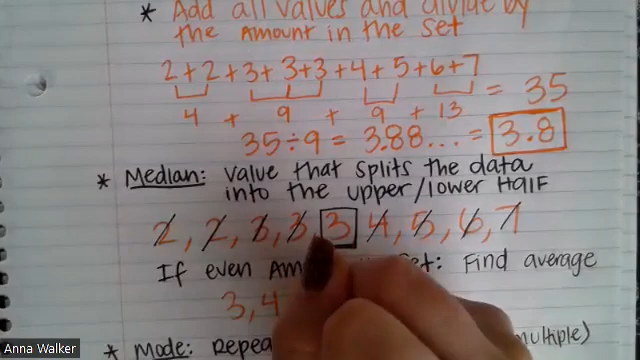 * Add all values and divide by
the Amount in the set
2+2+3+3+3+4+5+6+7 = 35
4 + 9 + 9 + 13
35÷9 = 3.88... = 3.8
* Median: value that splits the data
into the upper/lower Half
2, 2, 3, 3, 3 4, 5, 6, 7
If even set: Find average
3,4
* Mode: multiple)
Anna Walker